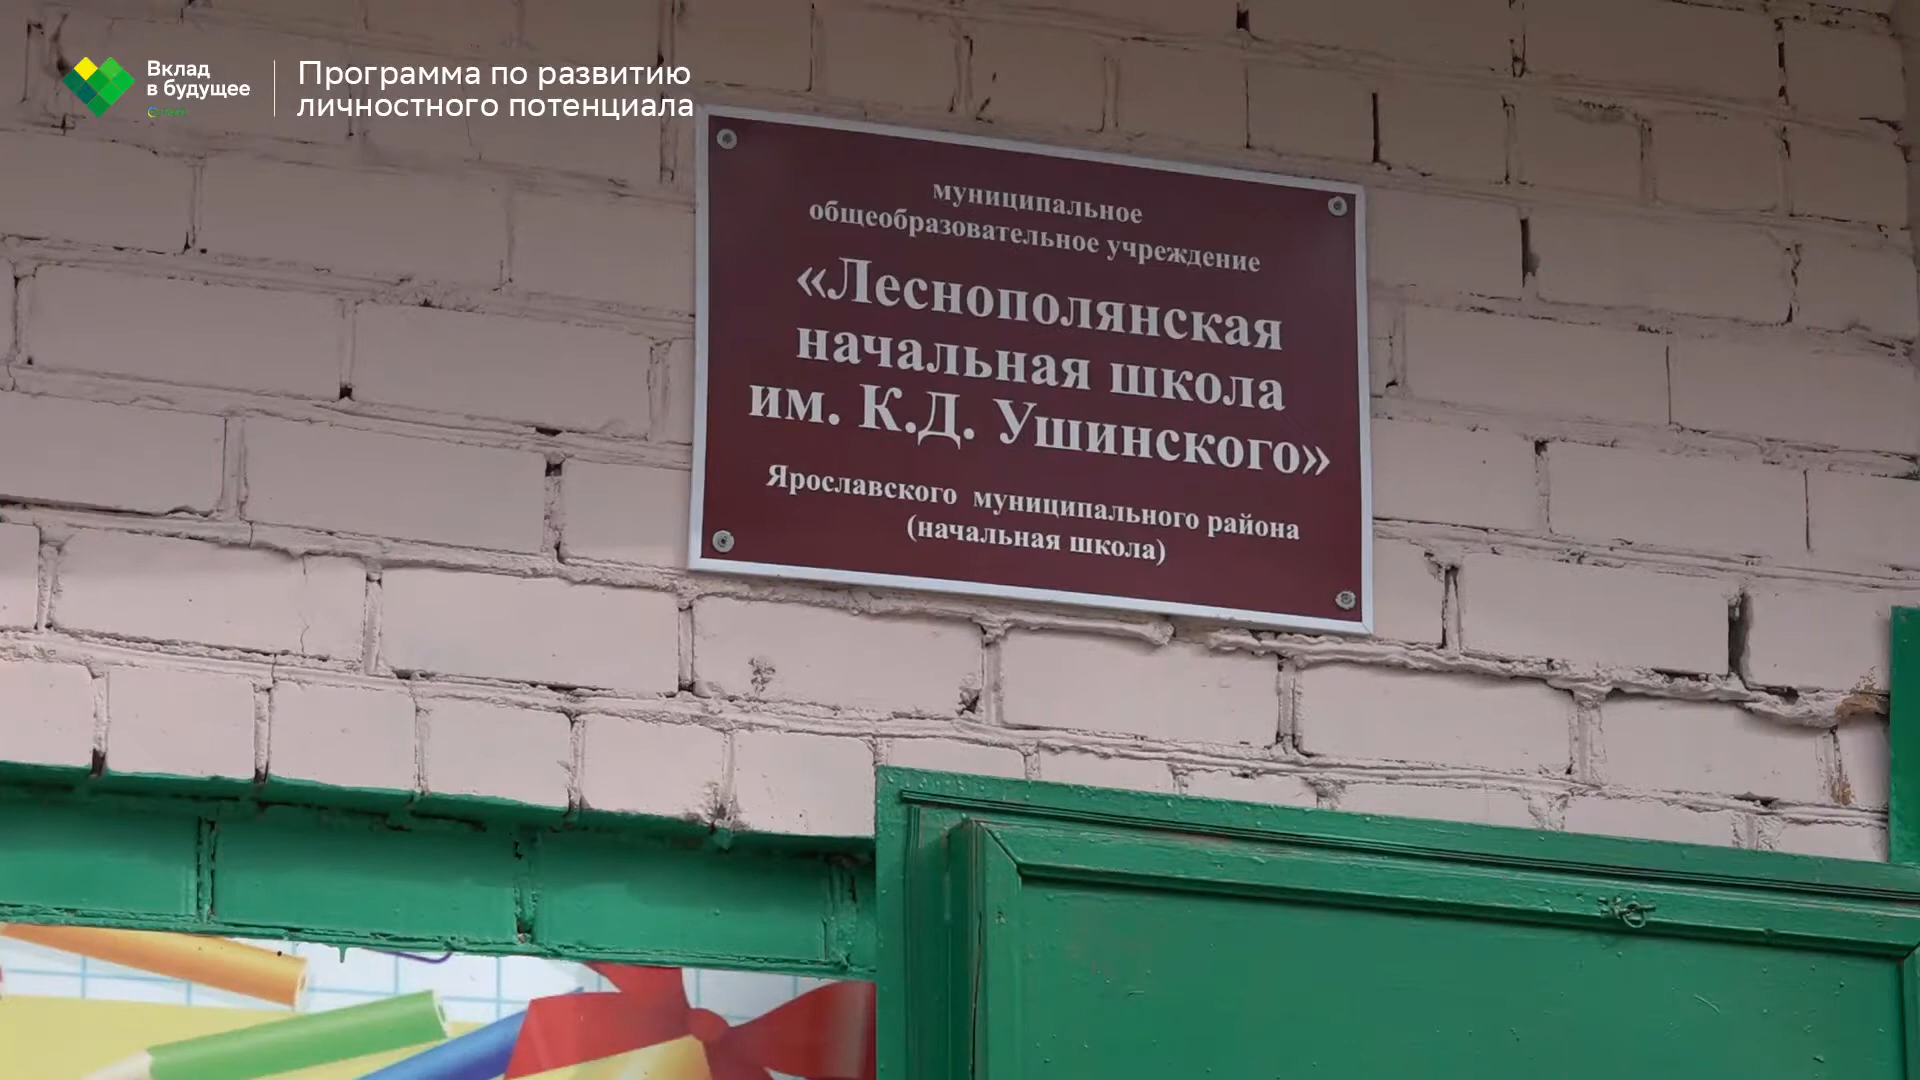 Вклад
в будущее
Программа по развитию
личностного потенциала
муниципальное
общеобразовательное учреждение
«Леснополянская
начальная школа
им. К.Д. Ушинского»
Ярославского муниципального района
(начальная школа)